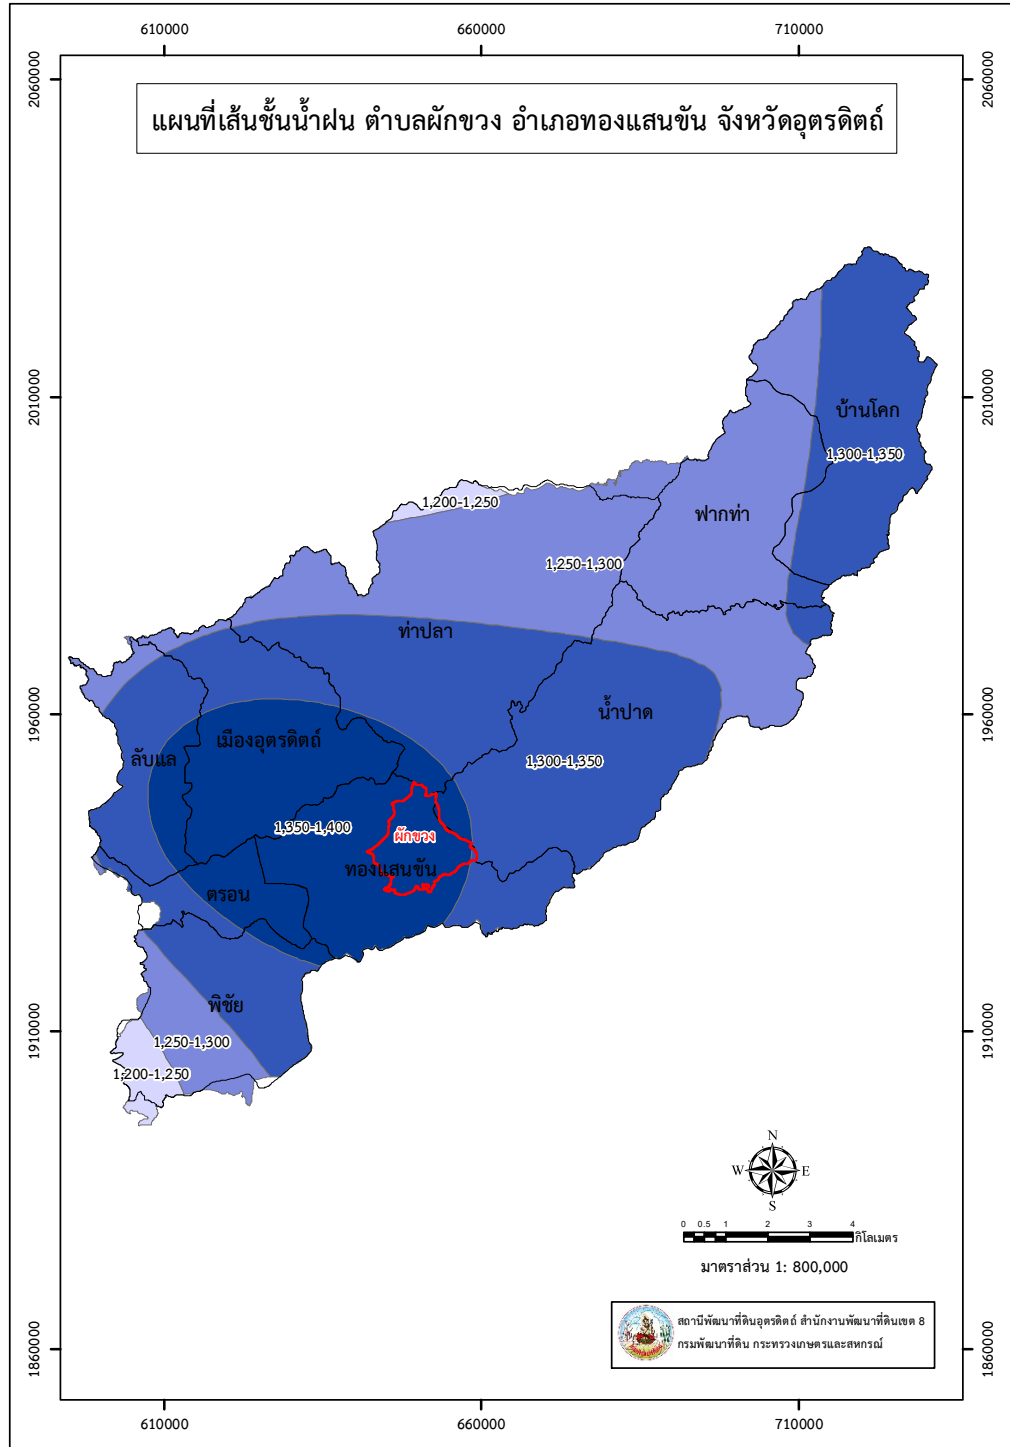 610000 660000 710000
2060000 2060000
แผนที่เส้นชั้นน้ำฝน ตำบลผักขวง อำเภอทองแสนขัน จังหวัดอุตรดิตถ์
2010000 2010000
บ้านโคก
1,300-1,350
1,200-1,250
ฟากท่า
1,250-1,300
ท่าปลา
1960000 1960000
น้ำปาด
เมืองอุตรดิตถ์
ลับแล
1,300-1,350
1,350-1,400
ผักขวง
ทองแสนขัน
ตรอน
พิชัย
1910000 1910000
1,250-1,300
1,200-1,250
N
W E
S
0 0.5 1 2 3 4
กิโลเมตร
มาตราส่วน 1: 800,000
สถานีพัฒนาที่ดินอุตรดิตถ์ สำนักงานพัฒนาที่ดินเขต 8
กรมพัฒนาที่ดิน กระทรวงเกษตรและสหกรณ์
1860000 1860000
610000 660000 710000